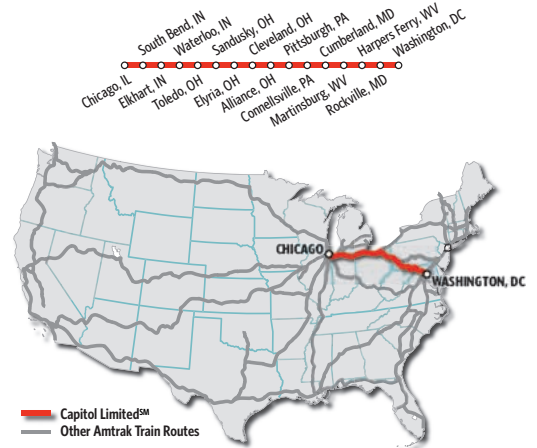 South Bend, IN
Waterloo, IN
Sandusky, OH
Cleveland, OH
Pittsburgh, PA
Cumberland, MD
Harpers Ferry, WV
Washington, DC
Chicago, IL
Elkhart, IN
Toledo, OH
Elyria, OH
Alliance, OH
Connellsville, PA
Martinsburg, WV
Rockville, MD
CHICAGO
WASHINGTON, DC
Capitol Limited℠
Other Amtrak Train Routes